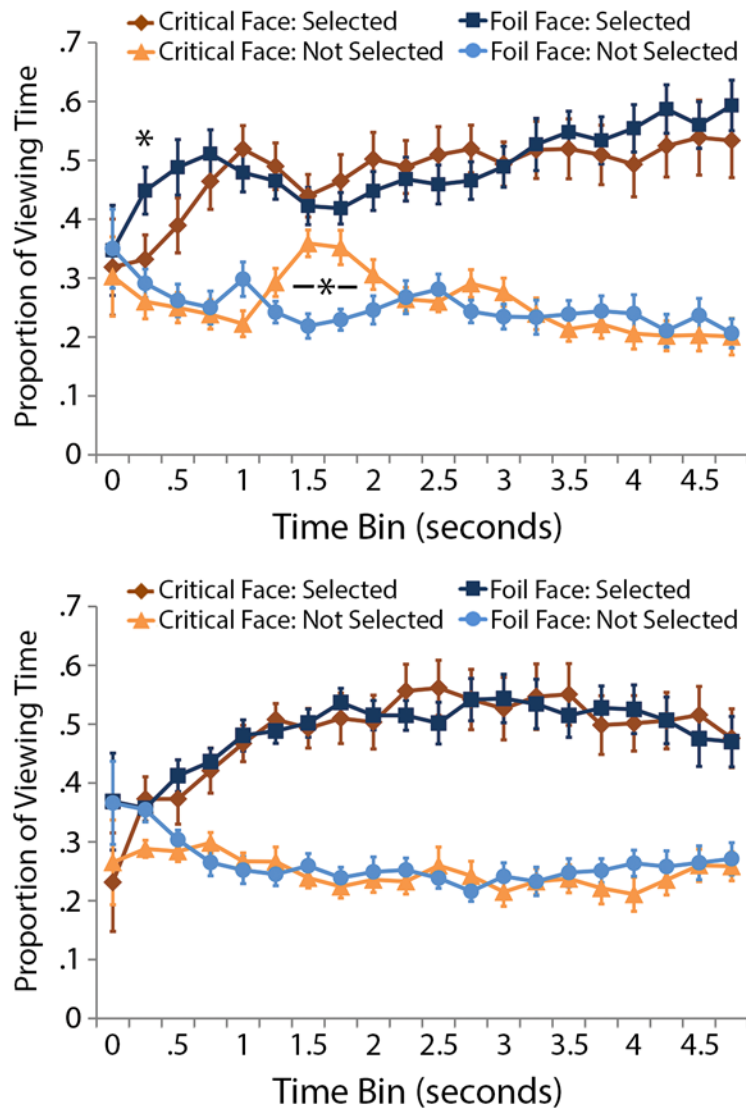 Critical Face: Selected Foil Face: Selected
Critical Face: Not Selected Foil Face: Not Selected
Proportion of Viewing Time
.7
.6
.5
.4
.3
.2
.1
0
*
*
0 .5 1 1.5 2 2.5 3 3.5 4 4.5
Time Bin (seconds)
Critical Face: Selected Foil Face: Selected
Critical Face: Not Selected Foil Face: Not Selected
Proportion of Viewing Time
.7
.6
.5
.4
.3
.2
.1
0
0 .5 1 1.5 2 2.5 3 3.5 4 4.5
Time Bin (seconds)